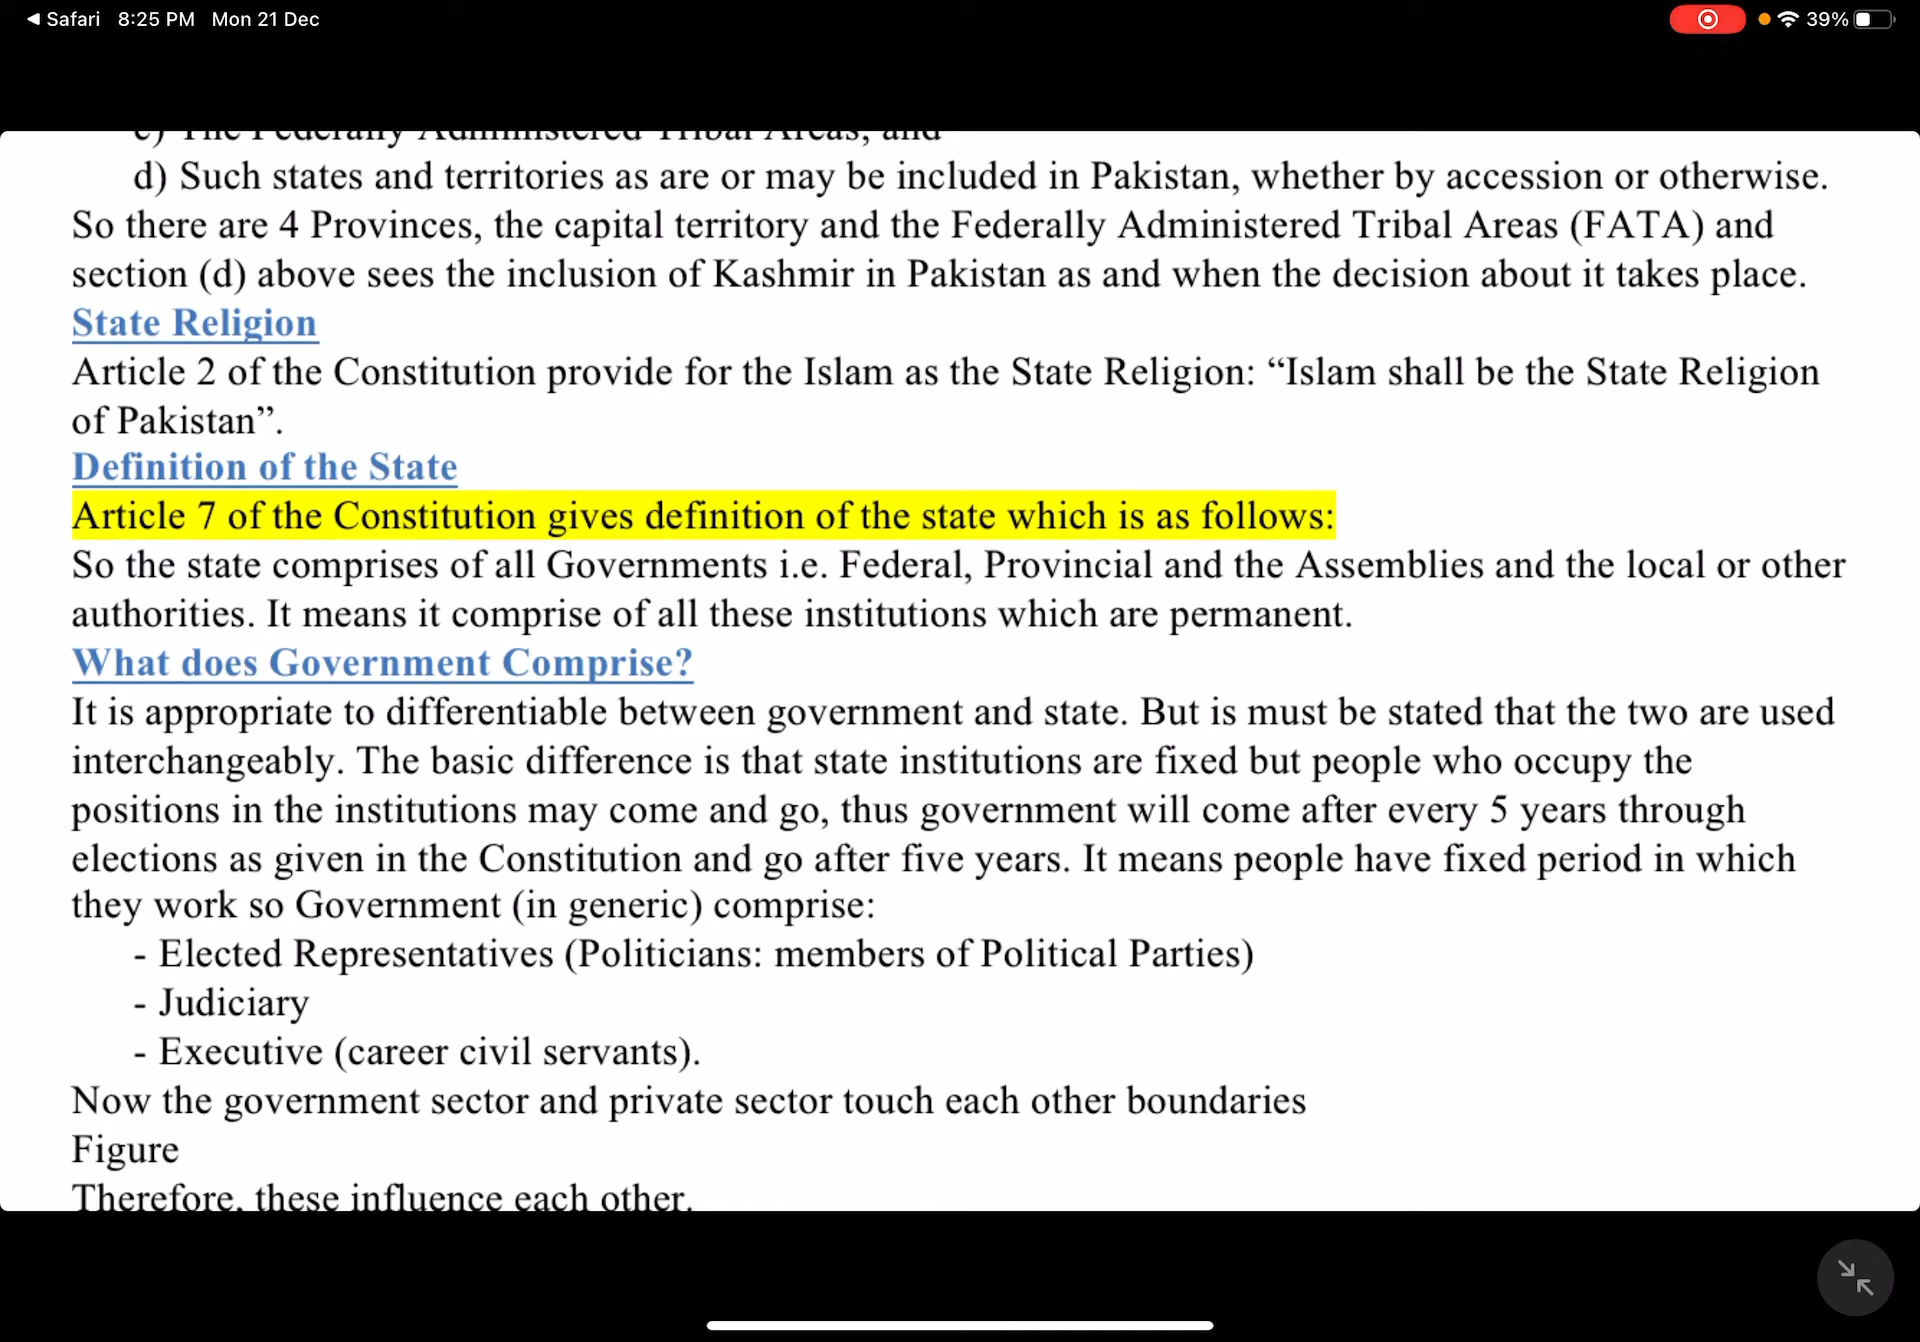 Safari 8:25 PM Mon 21 Dec
39%
c) The Federally Administered Tribal Areas, and
d) Such states and territories as are or may be included in Pakistan, whether by accession or otherwise.
So there are 4 Provinces, the capital territory and the Federally Administered Tribal Areas (FATA) and
section (d) above sees the inclusion of Kashmir in Pakistan as and when the decision about it takes place.
State Religion
Article 2 of the Constitution provide for the Islam as the State Religion: “Islam shall be the State Religion
of Pakistan”.
Definition of the State
Article 7 of the Constitution gives definition of the state which is as follows:
So the state comprises of all Governments i.e. Federal, Provincial and the Assemblies and the local or other
authorities. It means it comprise of all these institutions which are permanent.
What does Government Comprise?
It is appropriate to differentiable between government and state. But is must be stated that the two are used
interchangeably. The basic difference is that state institutions are fixed but people who occupy the
positions in the institutions may come and go, thus government will come after every 5 years through
elections as given in the Constitution and go after five years. It means people have fixed period in which
they work so Government (in generic) comprise:
- Elected Representatives (Politicians: members of Political Parties)
- Judiciary
- Executive (career civil servants).
Now the government sector and private sector touch each other boundaries
Figure
Therefore, these influence each other.